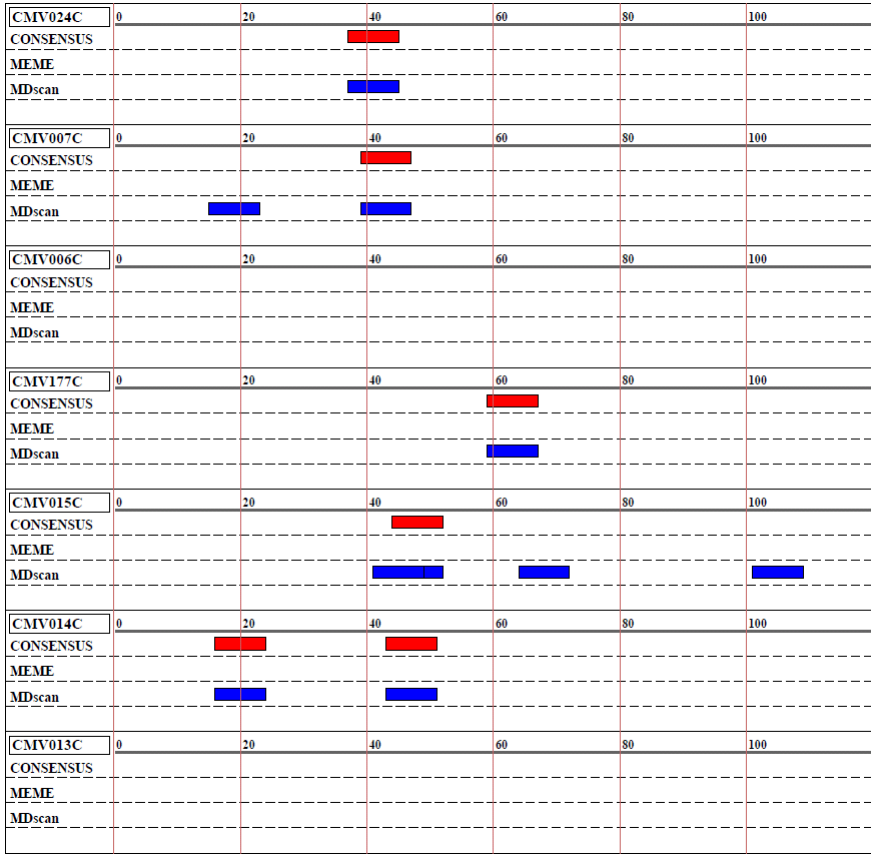 CMV024C 0 20 40 60 80 100
CONSENSUS
MEME
MDscan
CMV007C 0 20 40 60 80 100
CONSENSUS
MEME
MDscan
CMV006C 0 20 40 60 80 100
CONSENSUS
MEME
MDscan
CMV177C 0 20 40 60 80 100
CONSENSUS
MEME
MDscan
CMV015C 0 20 40 60 80 100
CONSENSUS
MEME
MDscan
CMV014C 0 20 40 60 80 100
CONSENSUS
MEME
MDscan
CMV013C 0 20 40 60 80 100
CONSENSUS
MEME
MDscan